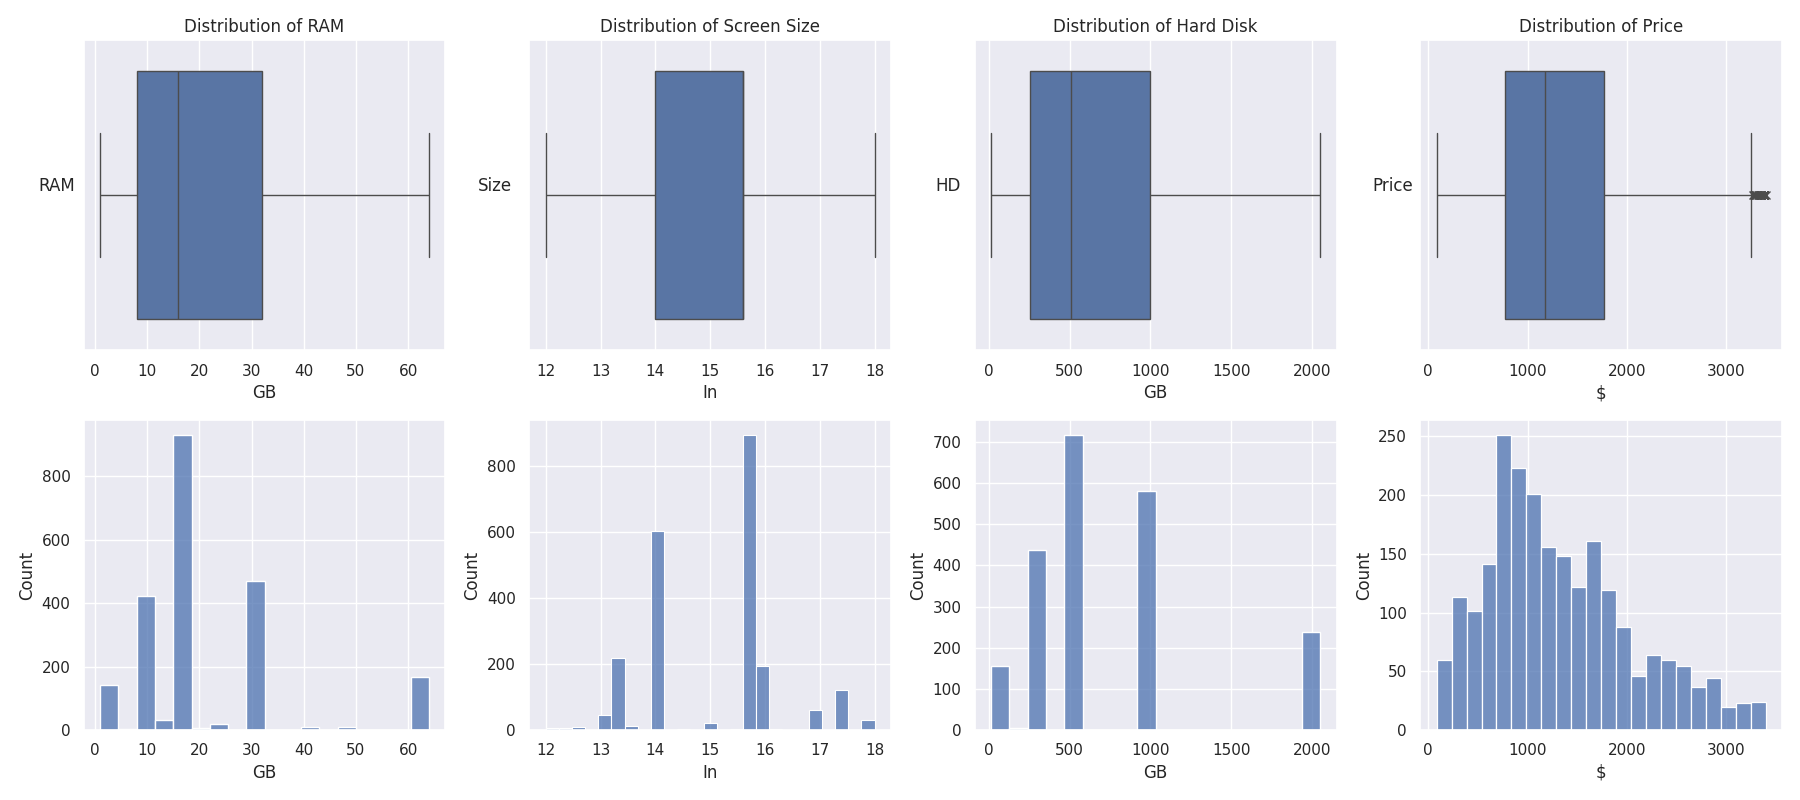 Distribution of RAM
Distribution of Screen Size
Distribution of Hard Disk
Distribution of Price
RAM
Size
HD
Price
0 10 20 30 40 50 60
12 13 14 15 16 17 18
0 500 1000 1500 2000
0 1000 2000 3000
GB
In
GB
$
Count
800
600
400
200
0
Count
800
600
400
200
0
Count
700
600
500
400
300
200
100
0
Count
250
200
150
100
50
0
0 10 20 30 40 50 60
12 13 14 15 16 17 18
0 500 1000 1500 2000
0 1000 2000 3000
GB
In
GB
$